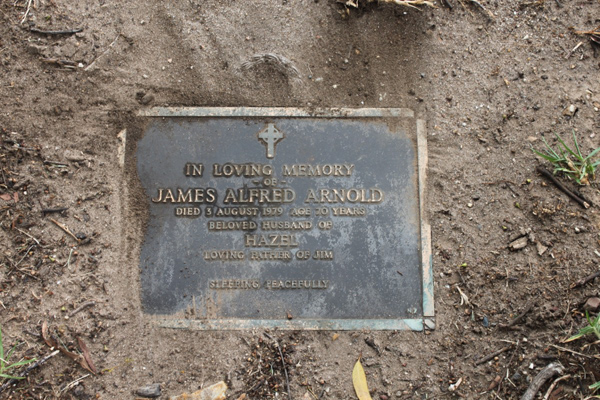 IN LOVING MEMORY
OF
JAMES ALFRED ARNOLD
DIED 3 AUGUST 1979 AGE 70 YEARS
BELOVED HUSBAND OF
HAZEL
LOVING FATHER OF JIM
SLEEPING PEACEFULLY